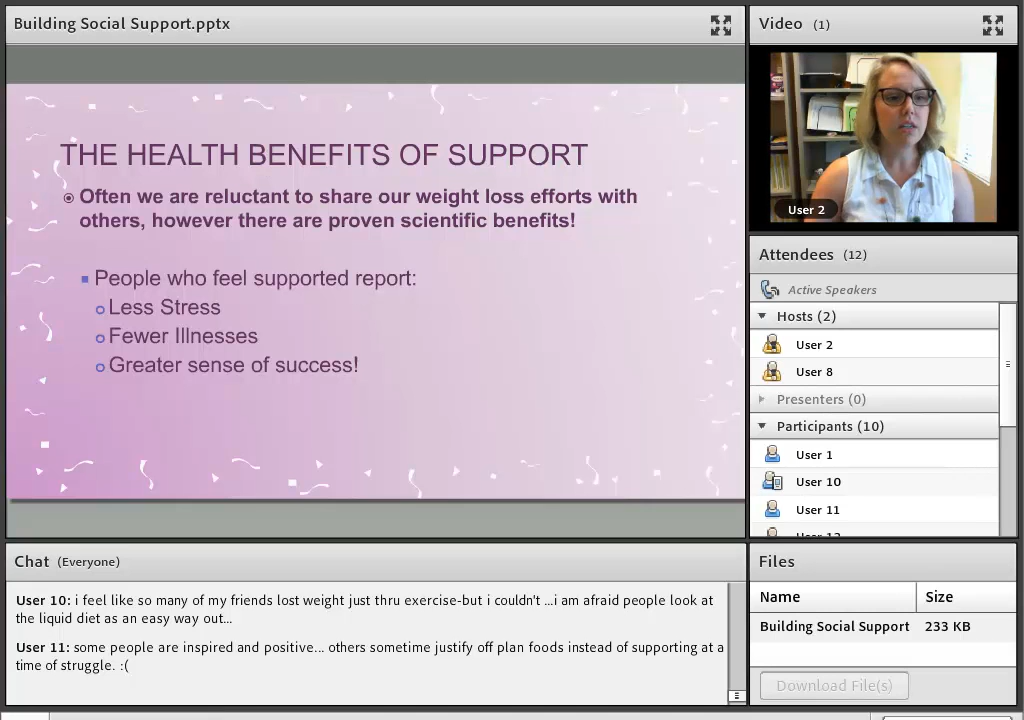 Building Social Support.pptx
THE HEALTH BENEFITS OF SUPPORT
Often we are reluctant to share our weight loss efforts with
others, however there are proven scientific benefits!
People who feel supported report:
Less Stress
Fewer Illnesses
Greater sense of success!
Video (1)
User 2
Attendees (12)
Active Speakers
Hosts (2)
User 2
User 8
Presenters (0)
Participants (10)
User 1
User 10
User 11
Chat (Everyone)
User 10: i feel like so many of my friends lost weight just thru exercise-but i couldn't ...i am afraid people look at
the liquid diet as an easy way out...
User 11: some people are inspired and positive... others sometime justify off plan foods instead of supporting at a
time of struggle. :(
Files
Name Size
Building Social Support 233 KB
Download File(s)